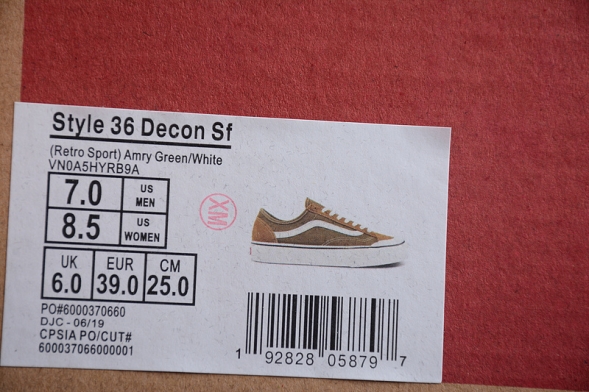 Style 36 Decon Sf
(Retro Sport) Amry Green/White
VN0A5HYRB9A
7.0 US MEN
8.5 US WOMEN
UK EUR CM
6.0 39.0 25.0
XM
PO#6000370660
DJC - 06/19
CPSIA PO/CUT#
600037066000001
1 92828 05879 7